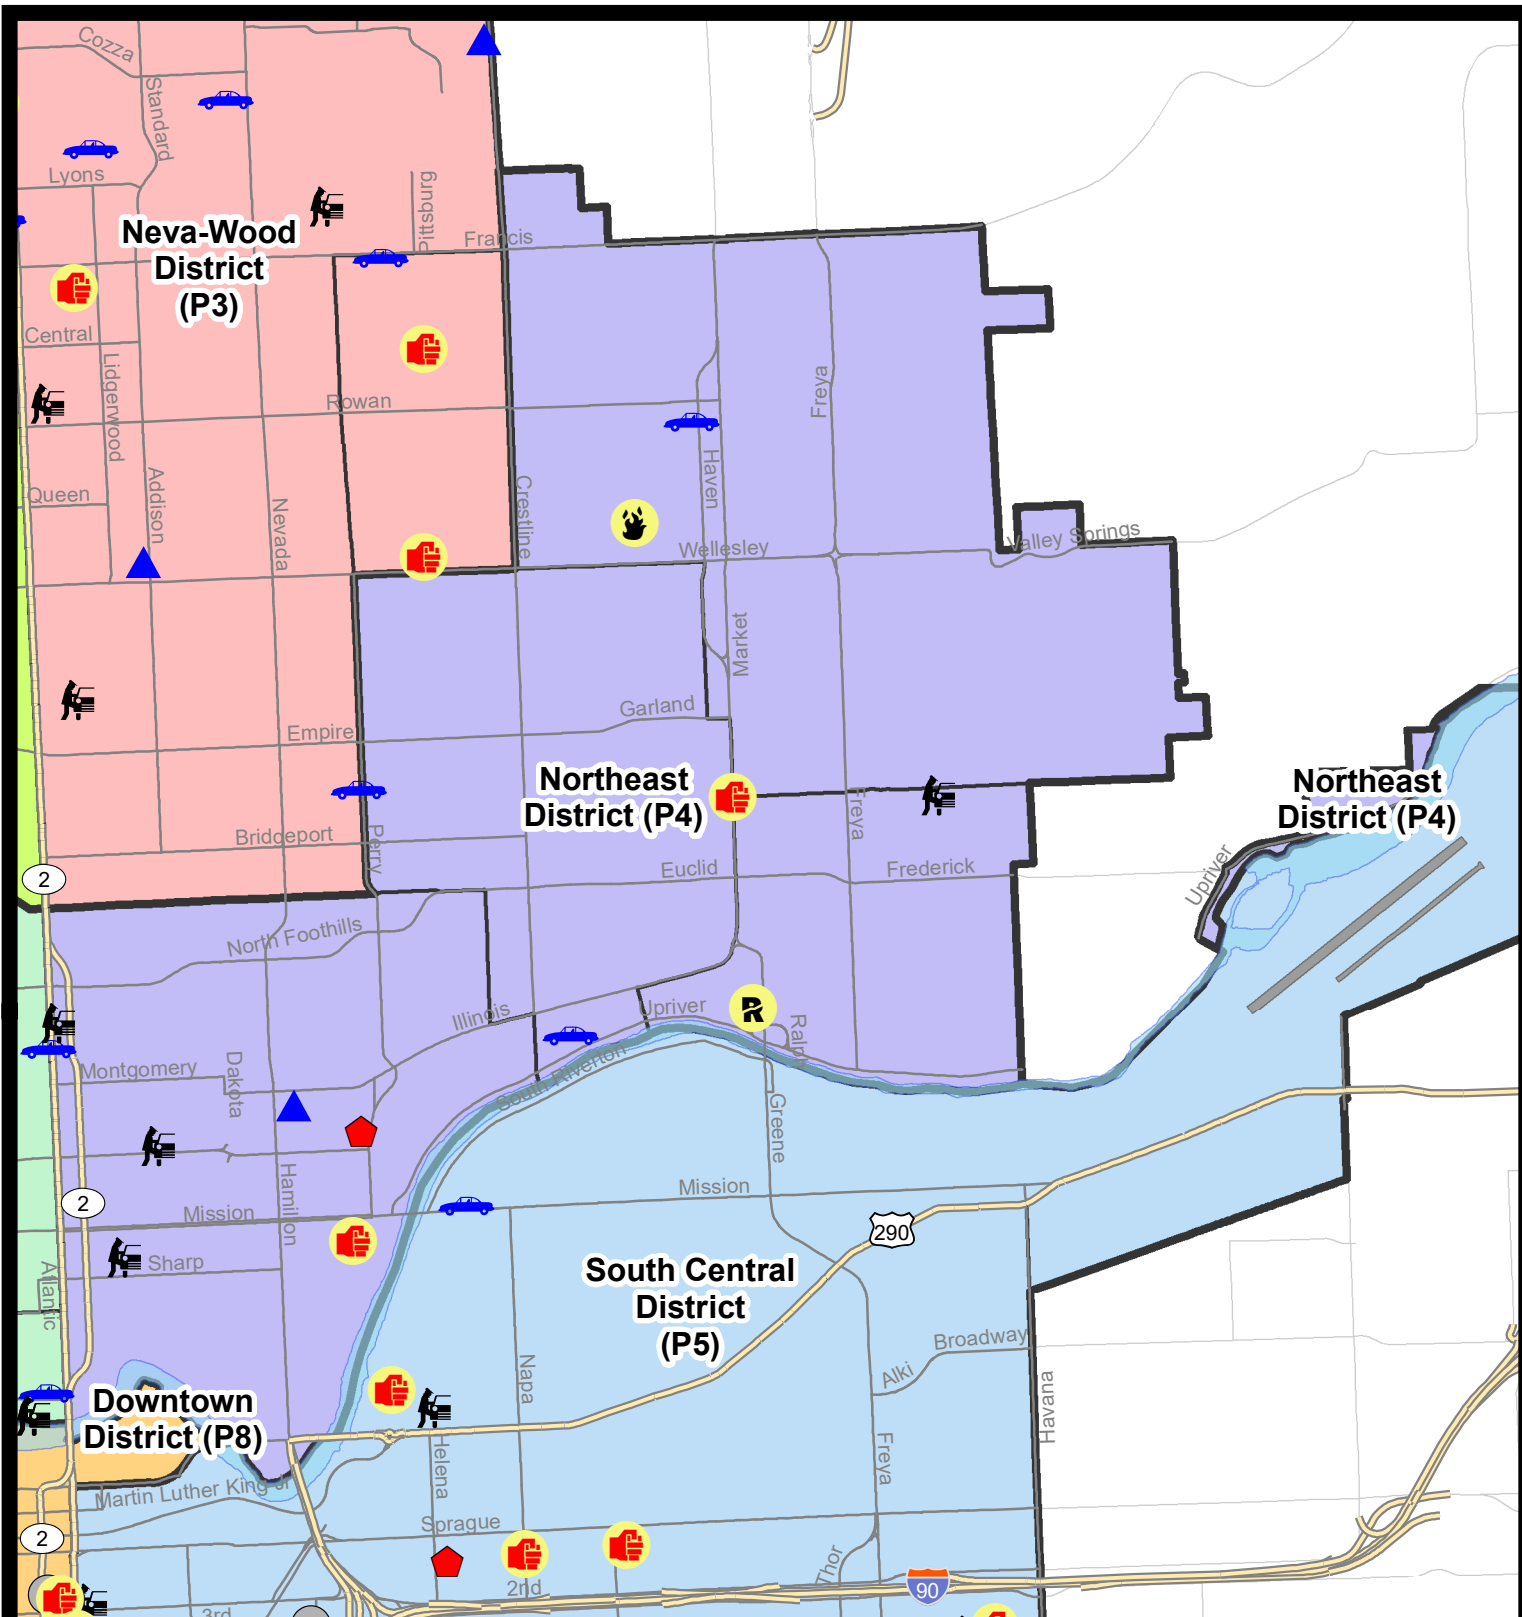 Cozza
Standard
Lyons
Pittsburg
Neva-Wood
District
(P3)
Francis
Central
Lidgerwood
Rowan
Freya
Haven
Queen
Addison
Nevada
Crestline
Wellesley
Valley Springs
Market
Garland
Empire
Northeast
District (P4)
Northeast
District (P4)
Freya
Bridgeport
Perry
Euclid
Frederick
Upriver
2
North Foothills
Illinois
Upriver
Ralph
R
South Riverton
Montgomery
Dakota
Greene
Hamilton
Mission
2
Mission
290
Sharp
Atlantic
South Central
District
(P5)
Broadway
Alki
Napa
Havana
Downtown
District (P8)
Helena
Freya
Martin Luther King Jr
Sprague
2
Thor
2nd
90
3rd